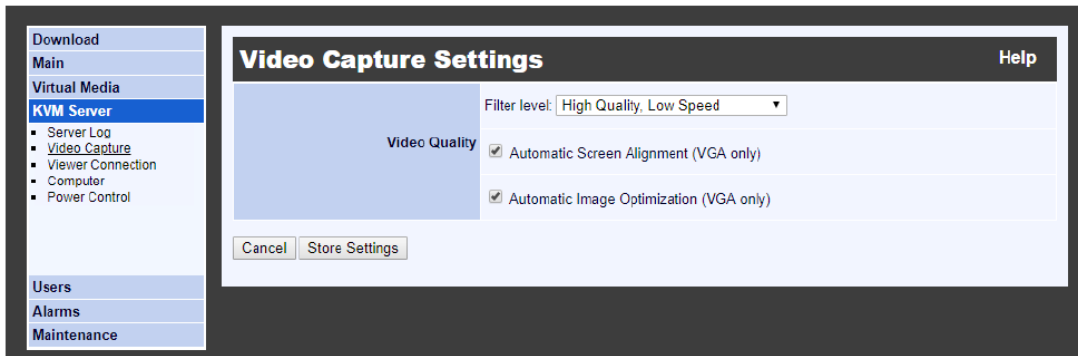 Download
Main
Virtual Media
KVM Server
Server Log
Video Capture
Viewer Connection
Computer
Power Control
Users
Alarms
Maintenance
Video Capture Settings
Help
Video Quality
Filter level: High Quality, Low Speed
Automatic Screen Alignment (VGA only)
Automatic Image Optimization (VGA only)
Cancel Store Settings